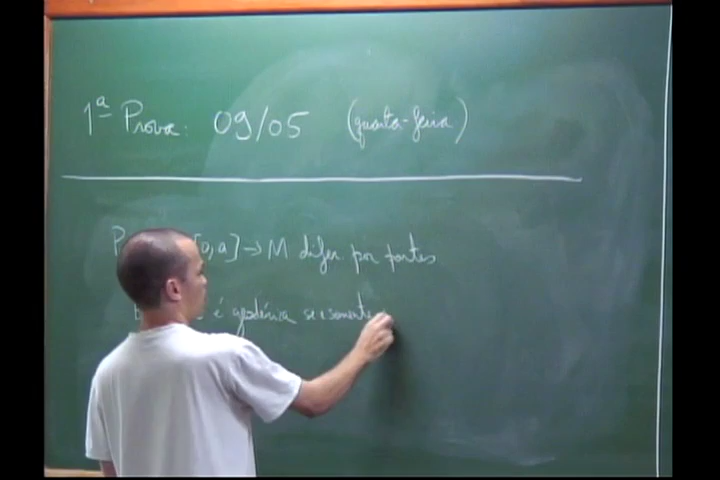 1ª Prova: 09/05 (quarta-feira)
P [0,a] → M difer. por partes
é geodésica se e somente